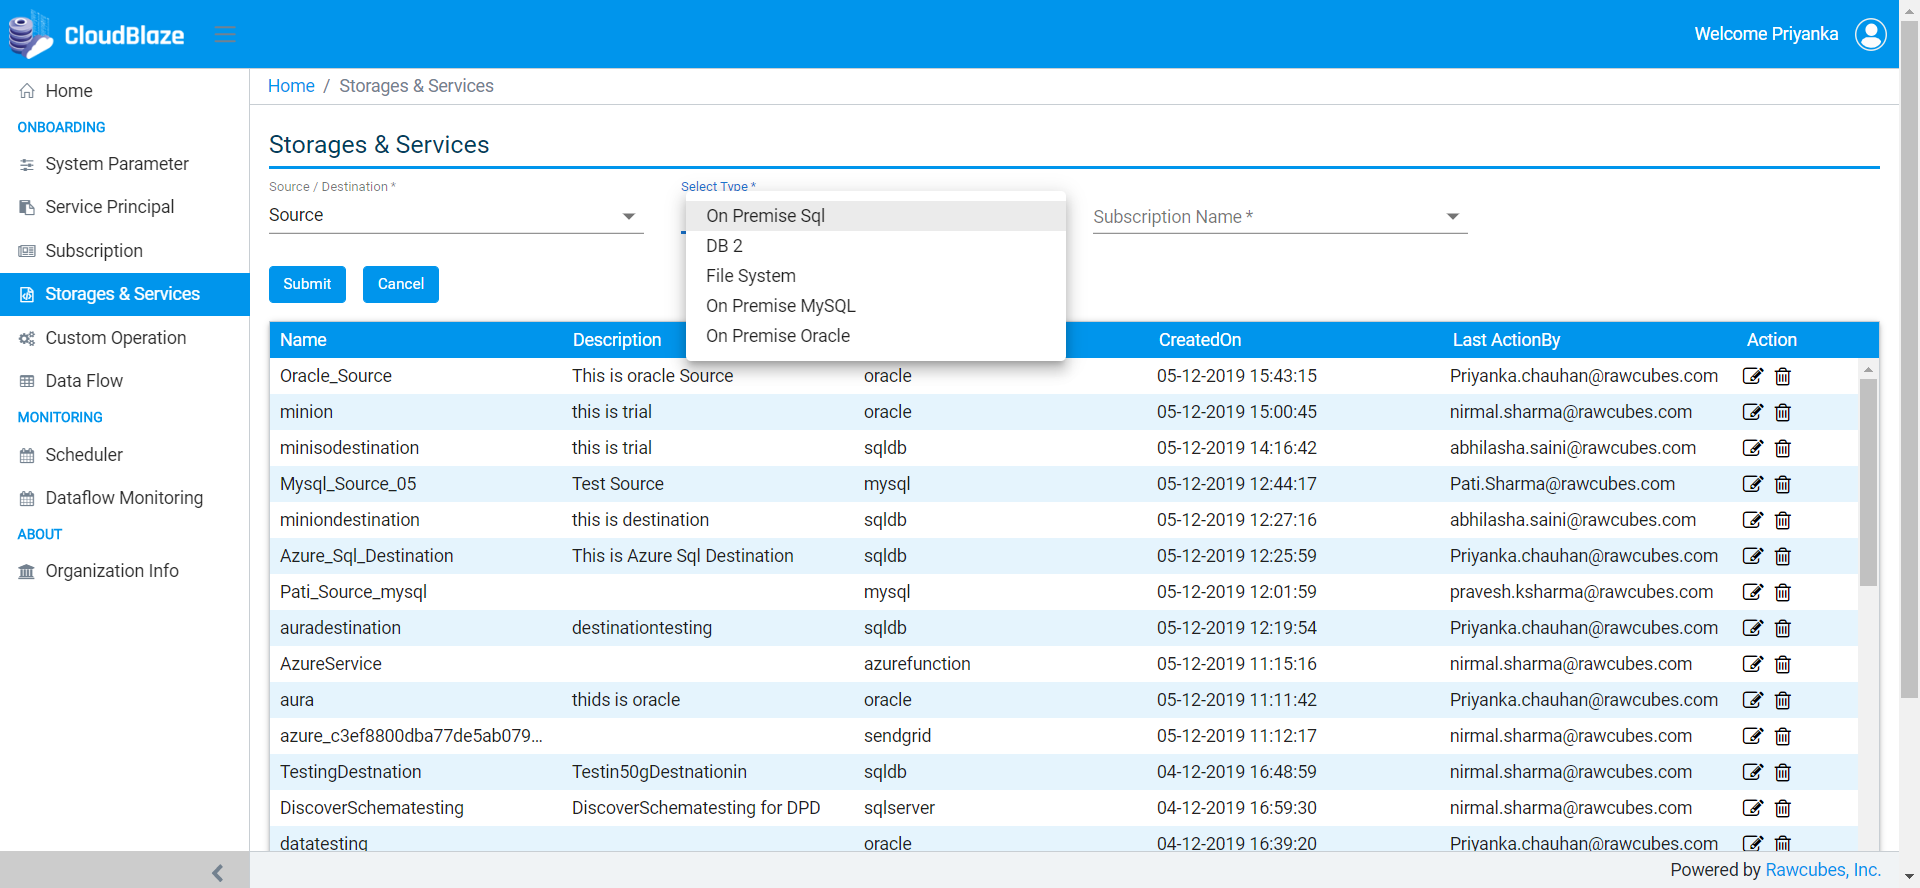 CloudBlaze
Welcome Priyanka
Home
ONBOARDING
System Parameter
Service Principal
Subscription
Storages & Services
Custom Operation
Data Flow
MONITORING
Scheduler
Dataflow Monitoring
ABOUT
Organization Info
Home / Storages & Services
Storages & Services
Source / Destination *
Source
Select Type *
On Premise Sql
DB 2
File System
On Premise MySQL
On Premise Oracle
Subscription Name *
Submit Cancel
Name Description CreatedOn Last ActionBy Action
Oracle_Source This is oracle Source oracle 05-12-2019 15:43:15 Priyanka.chauhan@rawcubes.com
minion this is trial oracle 05-12-2019 15:00:45 nirmal.sharma@rawcubes.com
minisodestination this is trial sqldb 05-12-2019 14:16:42 abhilasha.saini@rawcubes.com
Mysql_Source_05 Test Source mysql 05-12-2019 12:44:17 Pati.Sharma@rawcubes.com
miniondestination this is destination sqldb 05-12-2019 12:27:16 abhilasha.saini@rawcubes.com
Azure_Sql_Destination This is Azure Sql Destination sqldb 05-12-2019 12:25:59 Priyanka.chauhan@rawcubes.com
Pati_Source_mysql mysql 05-12-2019 12:01:59 pravesh.ksharma@rawcubes.com
auradestination destinationtesting sqldb 05-12-2019 12:19:54 Priyanka.chauhan@rawcubes.com
AzureService azurefunction 05-12-2019 11:15:16 nirmal.sharma@rawcubes.com
aura thids is oracle oracle 05-12-2019 11:11:42 Priyanka.chauhan@rawcubes.com
azure_c3ef8800dba77de5ab079... sendgrid 05-12-2019 11:12:17 nirmal.sharma@rawcubes.com
TestingDestnation Testin50gDestnationin sqldb 04-12-2019 16:48:59 nirmal.sharma@rawcubes.com
DiscoverSchematesting DiscoverSchematesting for DPD sqlserver 04-12-2019 16:59:30 nirmal.sharma@rawcubes.com
datatesting oracle 04-12-2019 16:39:20 Priyanka.chauhan@rawcubes.com
Powered by Rawcubes, Inc.